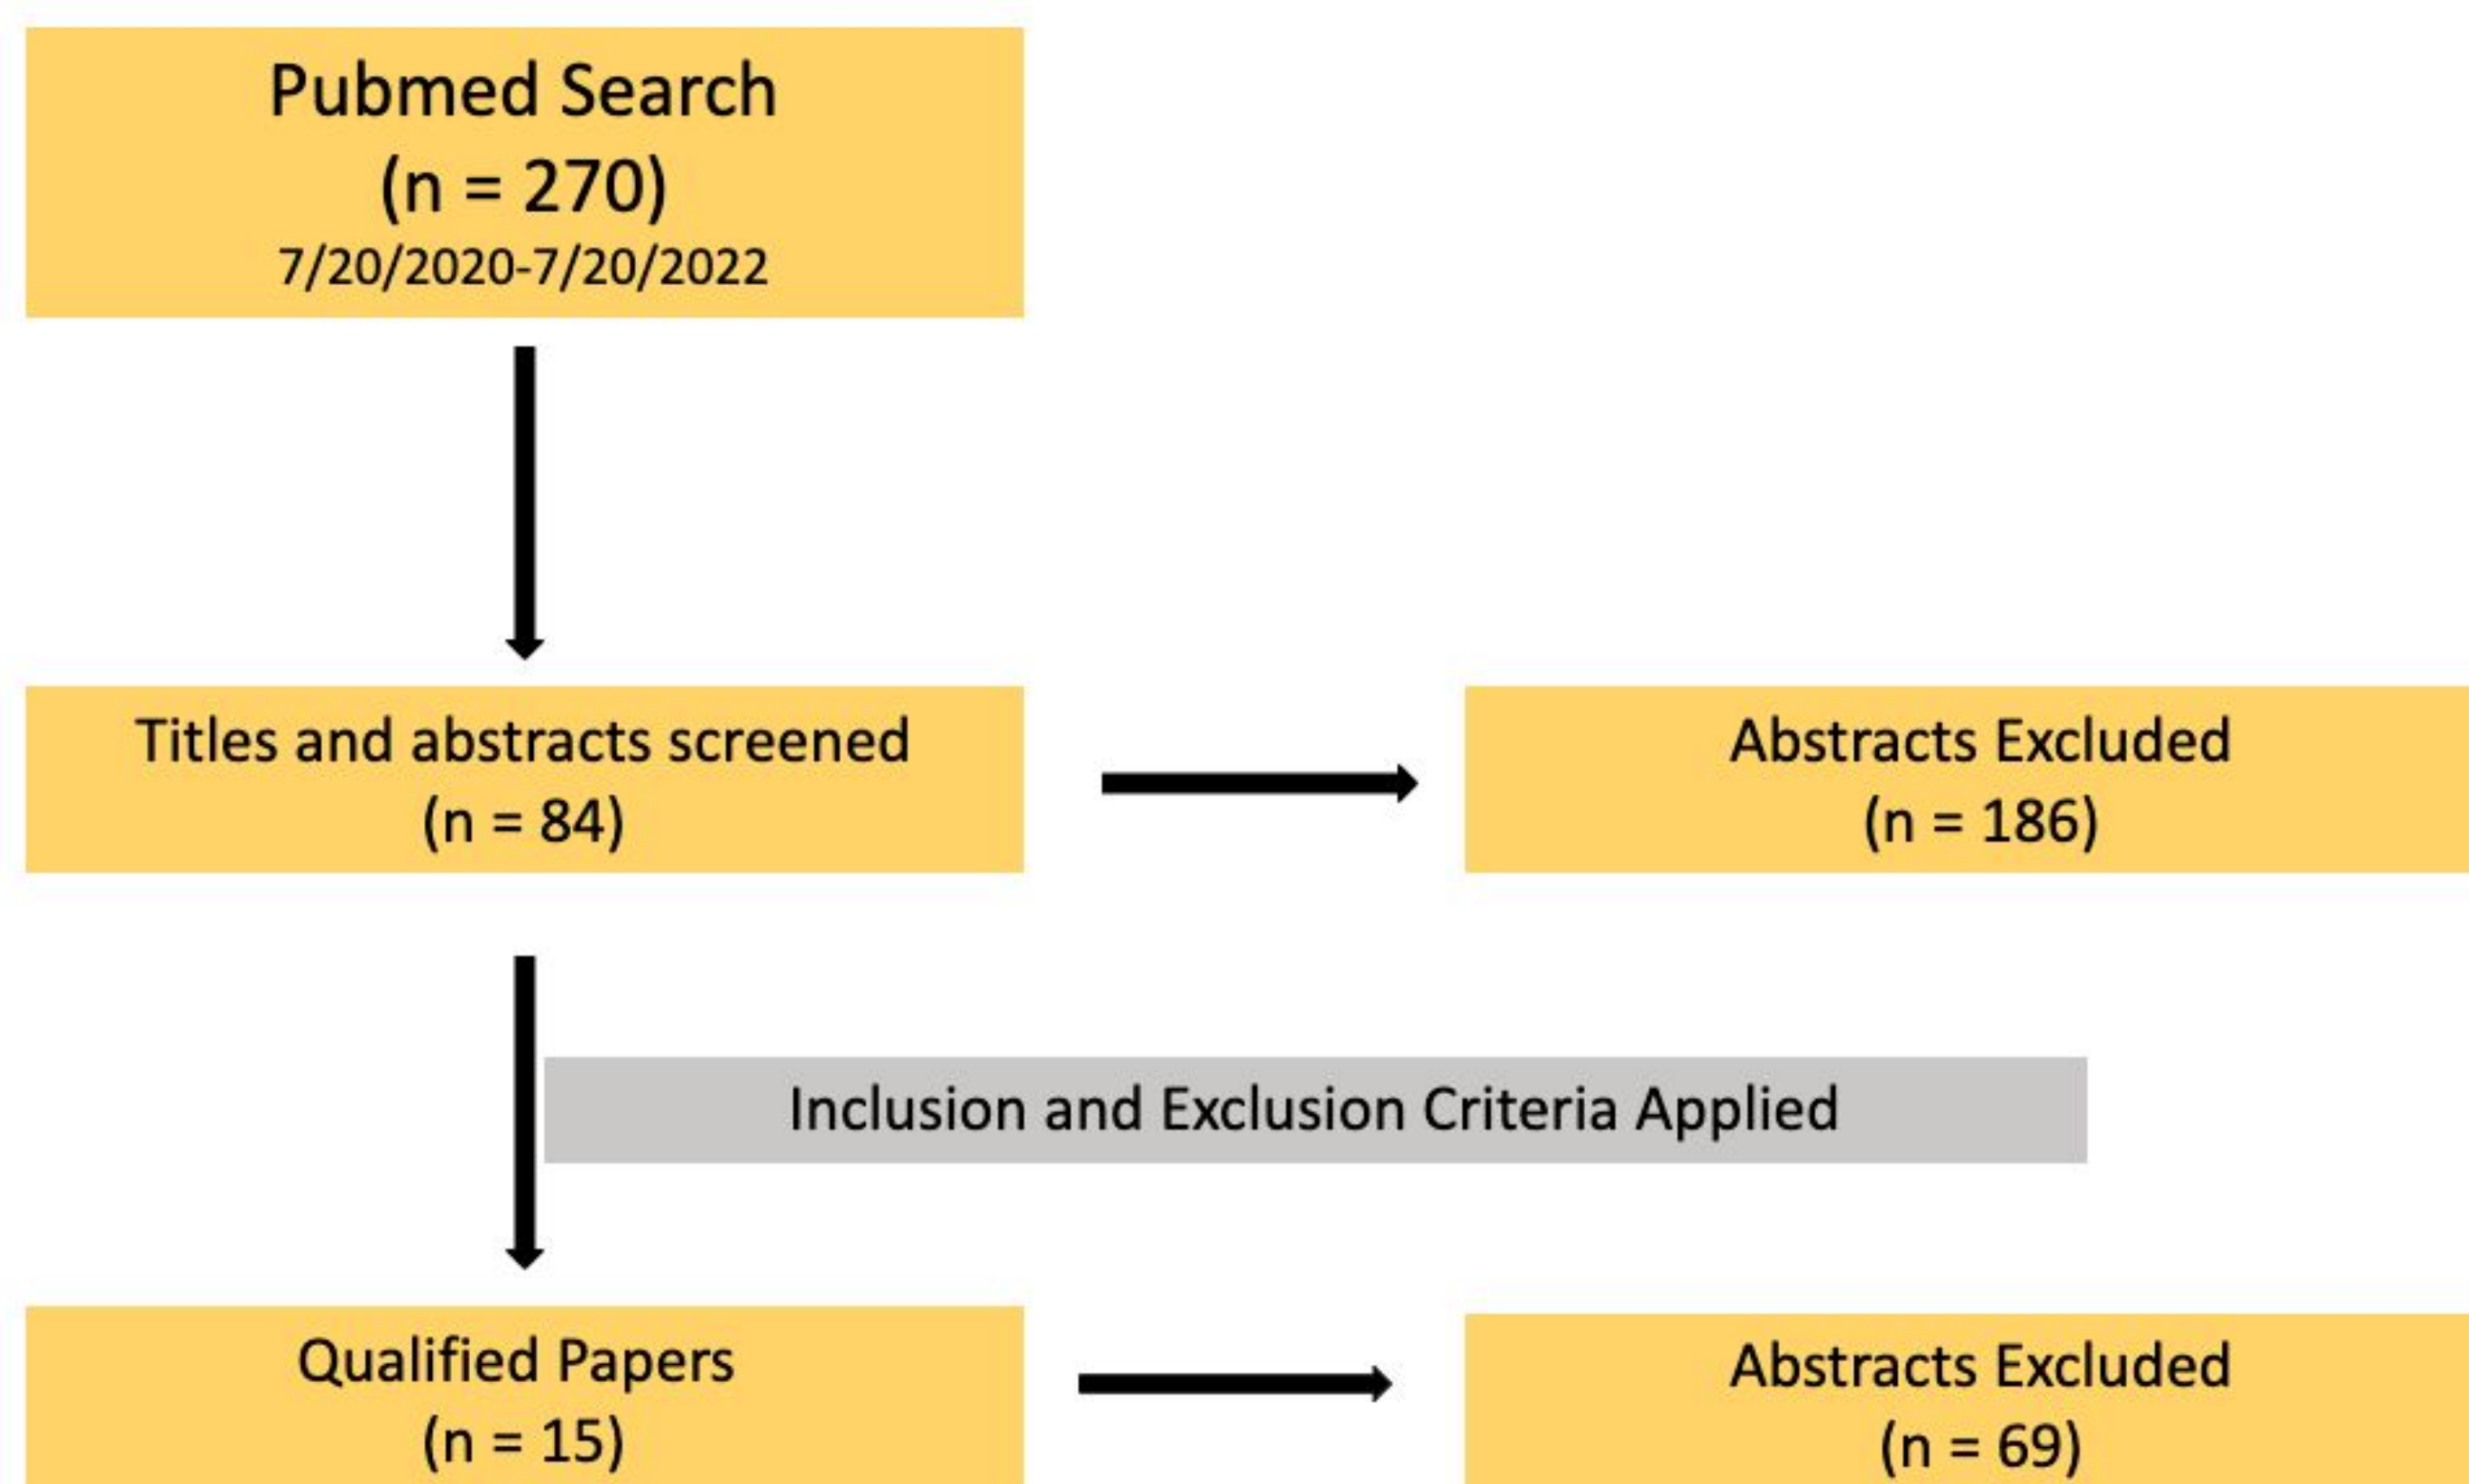 Pubmed Search
(n = 270)
7/20/2020-7/20/2022
Titles and abstracts screened
(n = 84)
Abstracts Excluded
(n = 186)
Inclusion and Exclusion Criteria Applied
Qualified Papers
(n = 15)
Abstracts Excluded
(n = 69)